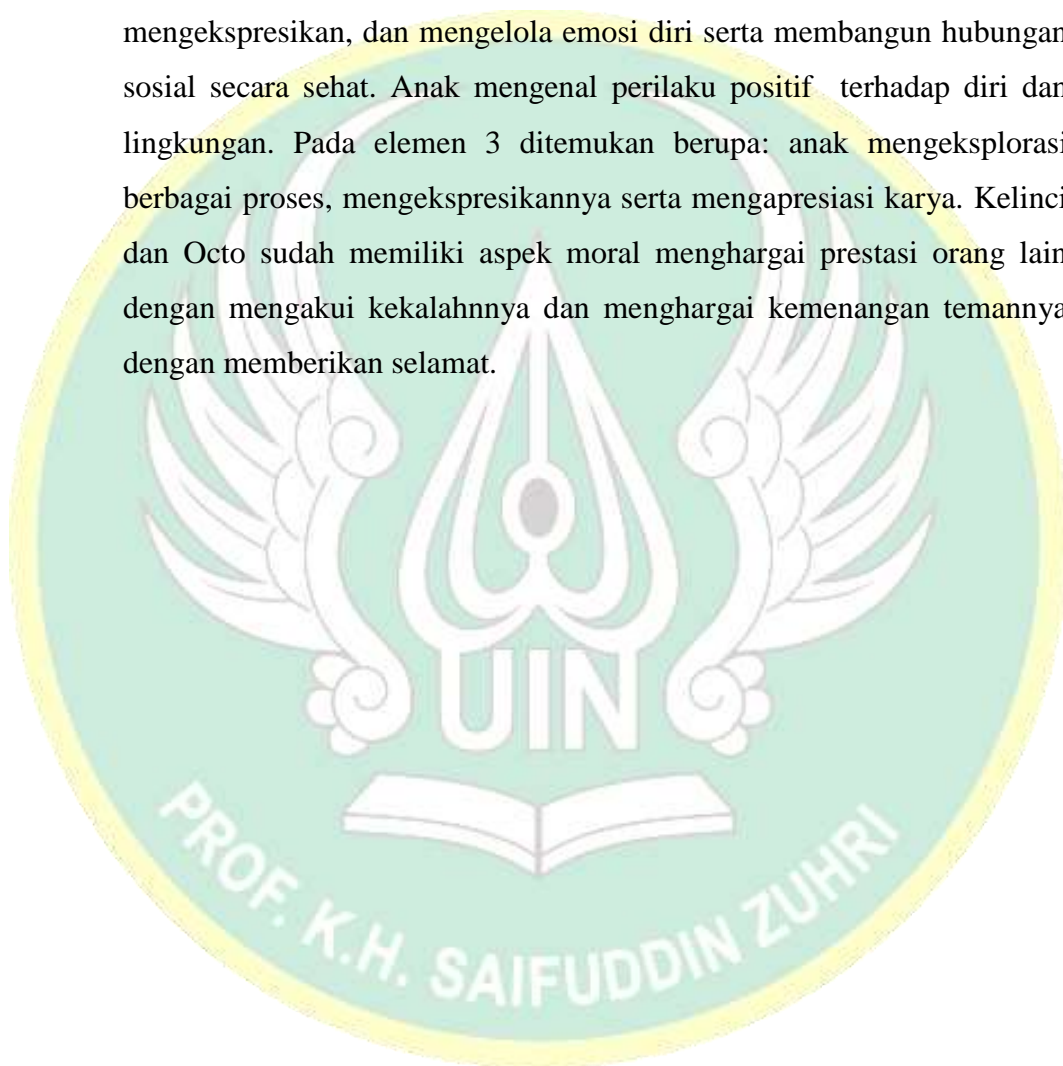 mengekspresikan, dan mengelola emosi diri serta membangun hubungan
sosial secara sehat. Anak mengenal perilaku positif terhadap diri dan
lingkungan. Pada elemen 3 ditemukan berupa: anak mengeksplorasi
berbagai proses, mengekspresikannya serta mengapresiasi karya. Kelinci
dan Octo sudah memiliki aspek moral menghargai prestasi orang lain
dengan mengakui kekalahnnya dan menghargai kemenangan temannya
dengan memberikan selamat.
UIN
PROF. K.H. SAIFUDDIN ZUHRI